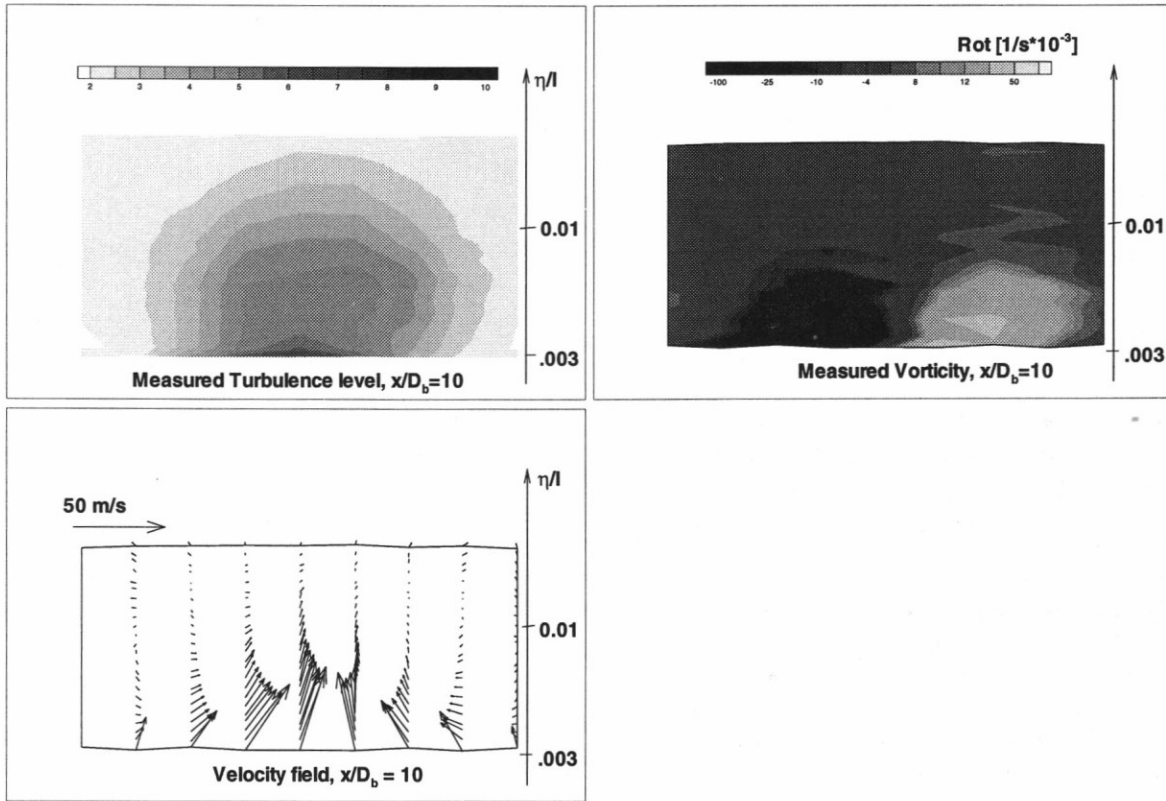 2 3 4 5 6 7 8 9 10
η/l
0.01
.003
Measured Turbulence level, x/D_b=10
Rot [1/s*10^-3]
-100 -25 -10 -4 8 12 50
0.01
.003
Measured Vorticity, x/D_b=10
50 m/s
η/l
0.01
.003
Velocity field, x/D_b = 10